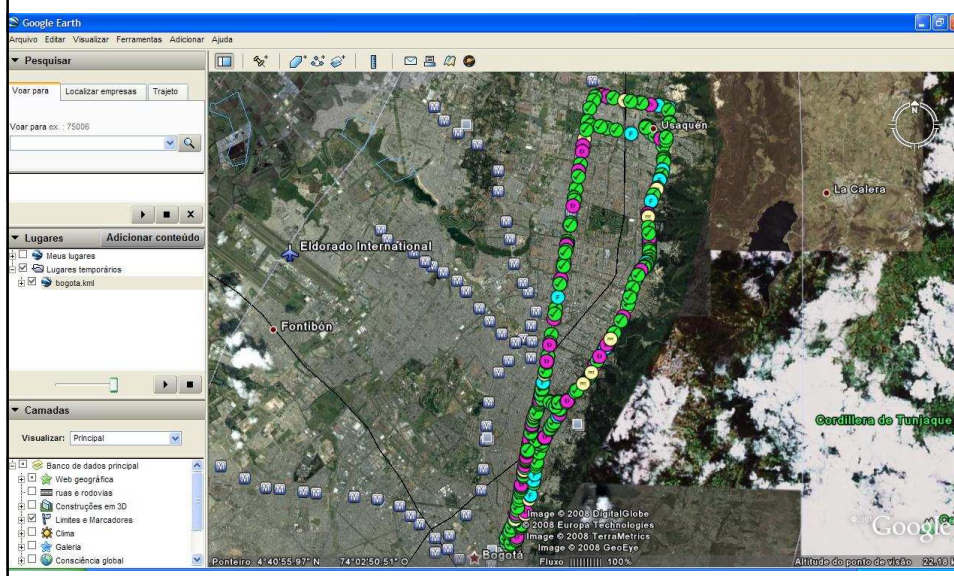 Google Earth
Arquivo Editar Visualizar Ferramentas Adicionar Ajuda
Pesquisar
Voar para Localizar empresas Trajeto
Voar para ex. : 75006
Lugares Adicionar conteúdo
Meus lugares
Lugares temporários
bogota.kml
Camadas
Visualizar: Principal
Banco de dados principal
Web geográfica
ruas e rodovias
Construções em 3D
Limites e Marcadores
Clima
Galeria
Consciência global
Usaquén
La Calera
Eldorado International
Fontibón
Cordillera de Tunjaque
Bogotá
Image © 2008 DigitalGlobe
© 2008 Europa Technologies
Image © 2008 TerraMetrics
Image © 2008 GeoEye
Google
Ponteiro 4°40'55.97" N 74°02'50.51" O Fluxo |||||||||| 100% Altitude do ponto de visão 22.18